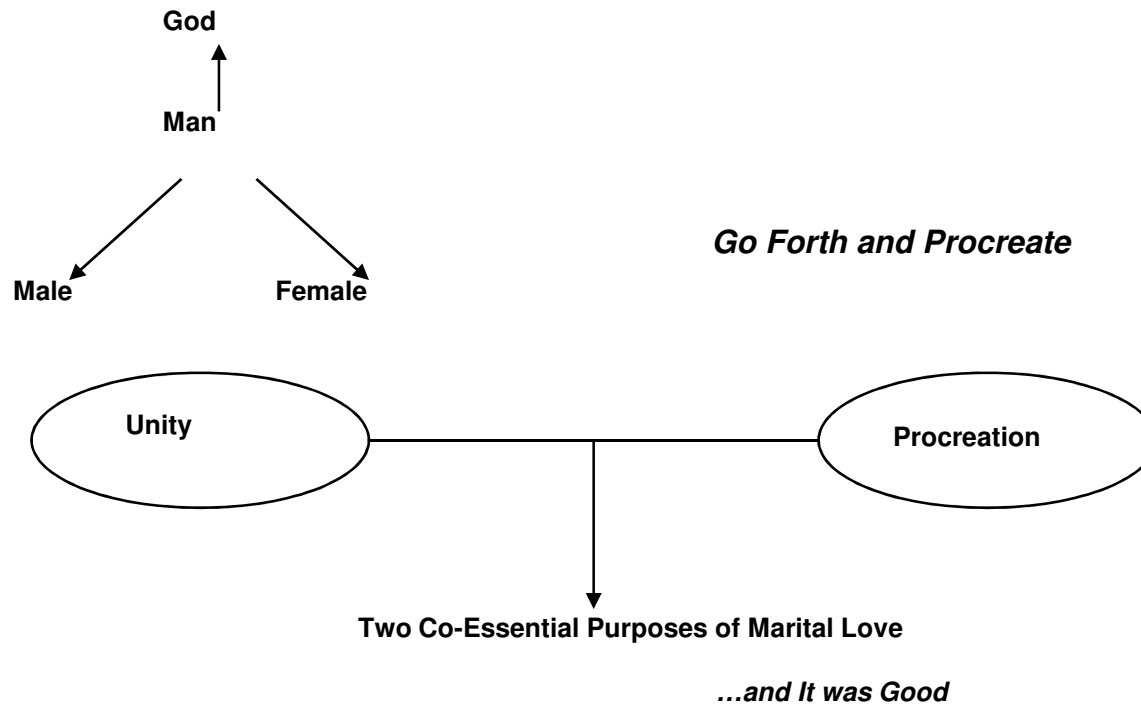 God
Man
Go Forth and Procreate
Male Female
Unity
Procreation
Two Co-Essential Purposes of Marital Love
…and It was Good